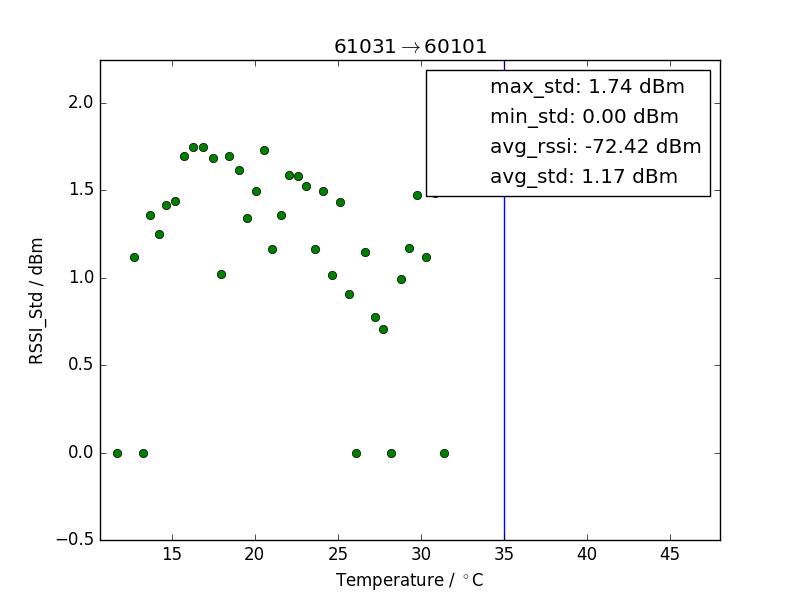 61031→60101
max_std: 1.74 dBm
min_std: 0.00 dBm
avg_rssi: -72.42 dBm
avg_std: 1.17 dBm
2.0
1.5
1.0
0.5
0.0
−0.5
RSSI_Std / dBm
15 20 25 30 35 40 45
Temperature / °C